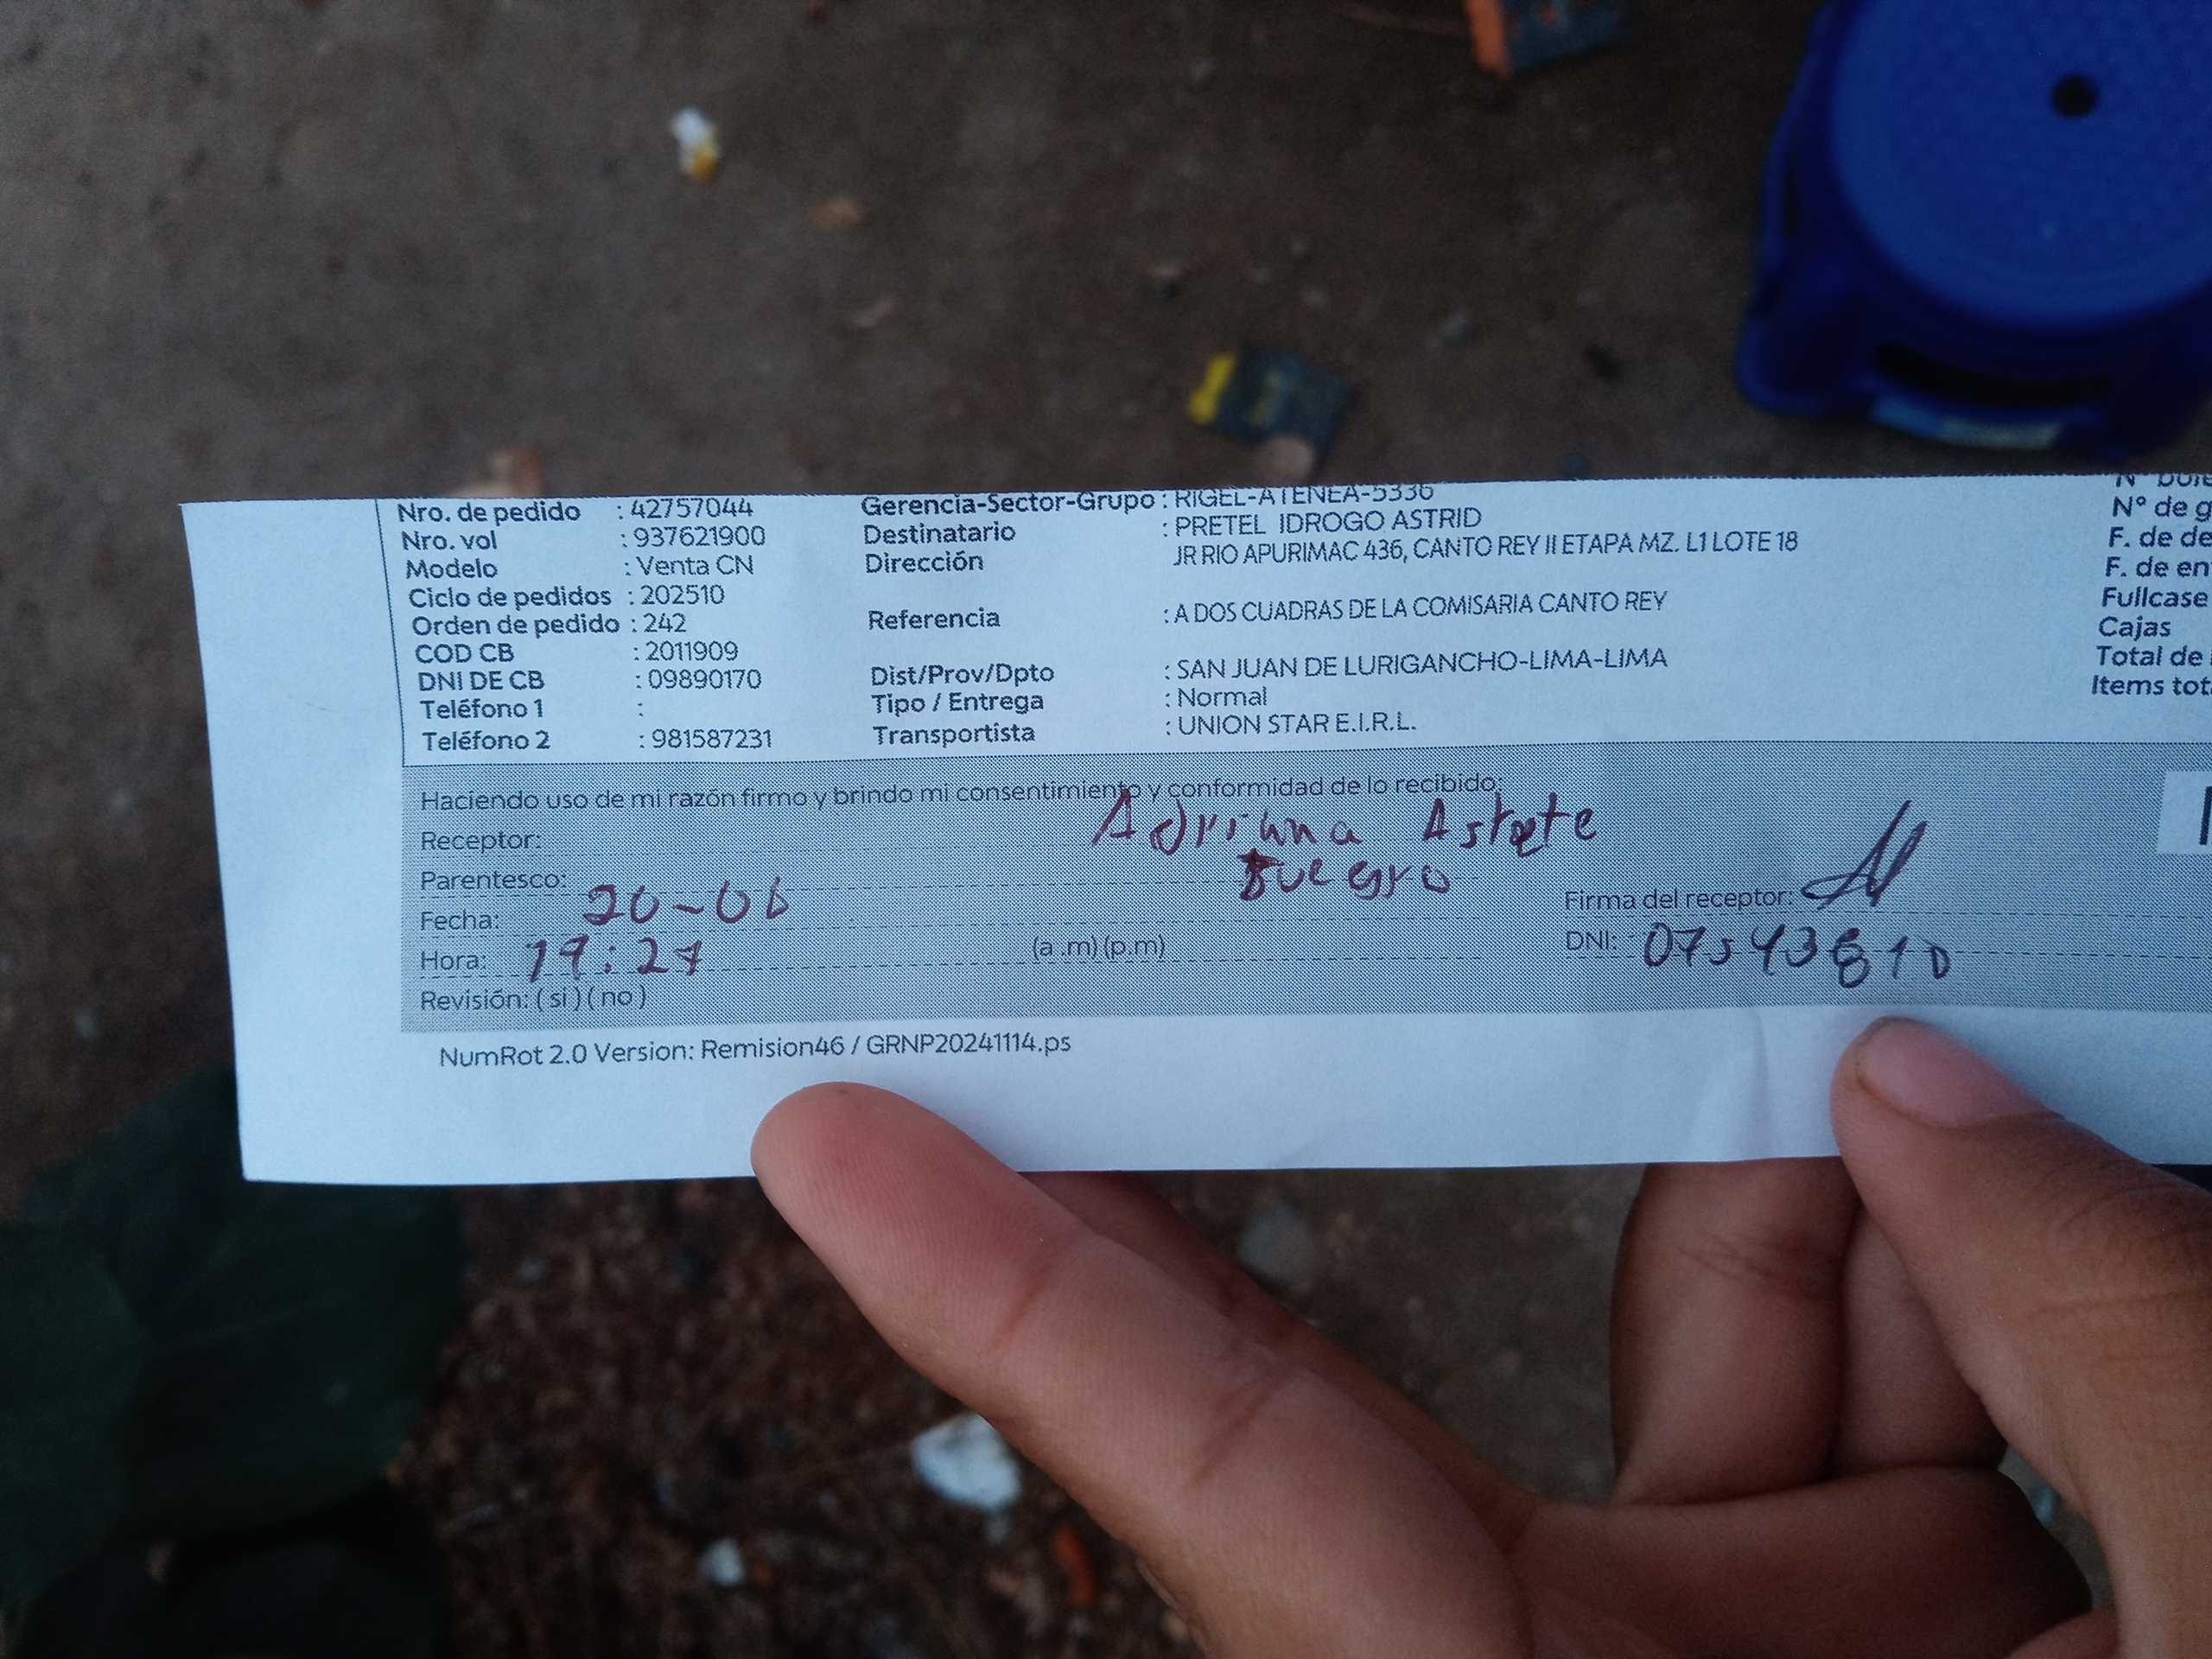 Nro. de pedido : 42757044
Nro. vol : 937621900
Modelo : Venta CN
Ciclo de pedidos : 202510
Orden de pedido : 242
COD CB : 2011909
DNI DE CB : 09890170
Teléfono 1 :
Teléfono 2 : 981587231
Gerencia-Sector-Grupo : RIGEL-ATENEA-5336
Destinatario : PRETEL IDROGO ASTRID
Dirección JR RIO APURIMAC 436, CANTO REY II ETAPA MZ. L1 LOTE 18
Referencia : A DOS CUADRAS DE LA COMISARIA CANTO REY
Dist/Prov/Dpto : SAN JUAN DE LURIGANCHO-LIMA-LIMA
Tipo / Entrega : Normal
Transportista : UNION STAR E.I.R.L.
N° de g
F. de de
F. de en
Fullcase
Cajas
Total de
Items tot
Haciendo uso de mi razón firmo y brindo mi consentimiento y conformidad de lo recibido:
Receptor: Astete
Parentesco: Suegro
Fecha: 20-06
Hora: (a .m) (p.m)
Revisión: ( si ) ( no )
Firma del receptor:
DNI: 07543810
NumRot 2.0 Version: Remision46 / GRNP20241114.ps